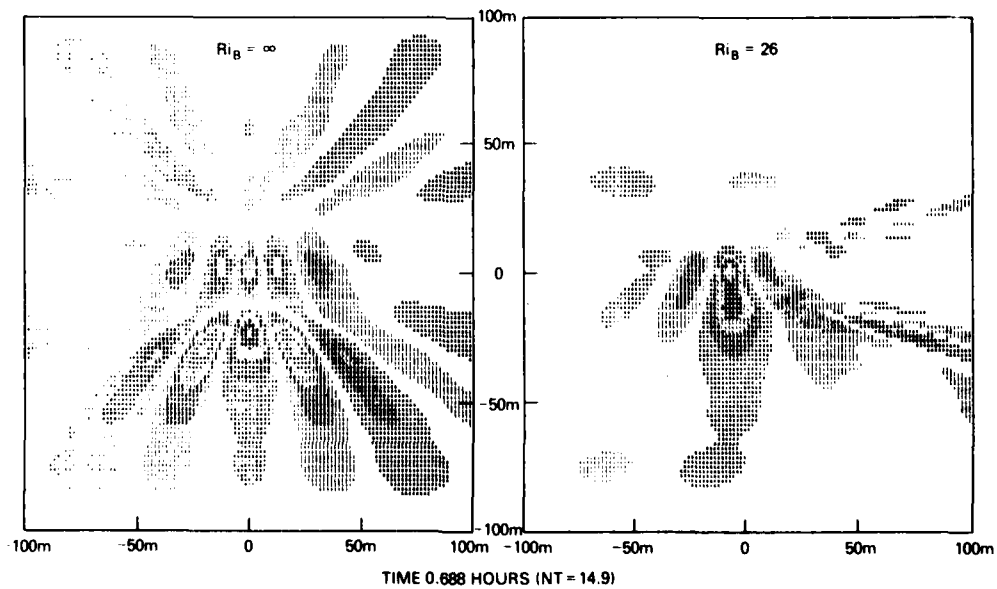 100m
Ri_B = ∞
Ri_B = 26
50m
0
-50m
-100m
-100m -50m 0 50m 100m
-100m -50m 0 50m 100m
TIME 0.688 HOURS (NT = 14.9)